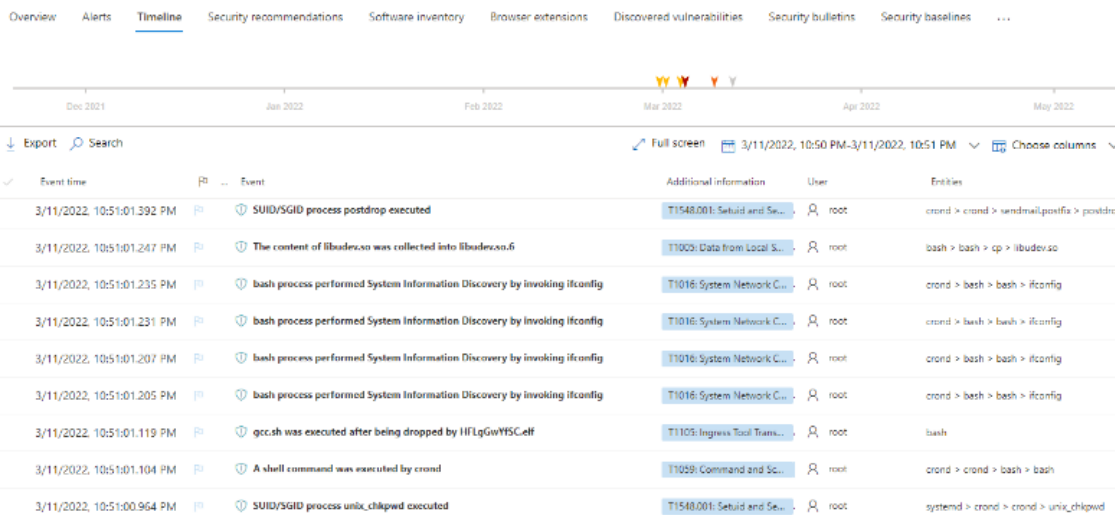 Overview Alerts Timeline Security recommendations Software inventory Browser extensions Discovered vulnerabilities Security bulletins Security baselines ...
Dec 2021 Jan 2022 Feb 2022 Mar 2022 Apr 2022 May 2022
Export Search Full screen 3/11/2022, 10:50 PM-3/11/2022, 10:51 PM Choose columns
Event time ... Event Additional information User Entities
3/11/2022, 10:51:01.392 PM SUID/SGID process postdrop executed T1548.001: Setuid and Se... root crond > crond > sendmail.postfix > postdro
3/11/2022, 10:51:01.247 PM The content of libudev.so was collected into libudev.so.6 T1005: Data from Local S... root bash > bash > cp > libudev.so
3/11/2022, 10:51:01.235 PM bash process performed System Information Discovery by invoking ifconfig T1016: System Network C... root crond > bash > bash > ifconfig
3/11/2022, 10:51:01.231 PM bash process performed System Information Discovery by invoking ifconfig T1016: System Network C... root crond > bash > bash > ifconfig
3/11/2022, 10:51:01.207 PM bash process performed System Information Discovery by invoking ifconfig T1016: System Network C... root crond > bash > bash > ifconfig
3/11/2022, 10:51:01.205 PM bash process performed System Information Discovery by invoking ifconfig T1016: System Network C... root crond > bash > bash > ifconfig
3/11/2022, 10:51:01.119 PM gcc.sh was executed after being dropped by HFLgGwYfSC.elf T1105: Ingress Tool Trans... root bash
3/11/2022, 10:51:01.104 PM A shell command was executed by crond T1059: Command and Sc... root crond > crond > bash > bash
3/11/2022, 10:51:00.964 PM SUID/SGID process unix_chkpwd executed T1548.001: Setuid and Se... root systemd > crond > crond > unix_chkpwd